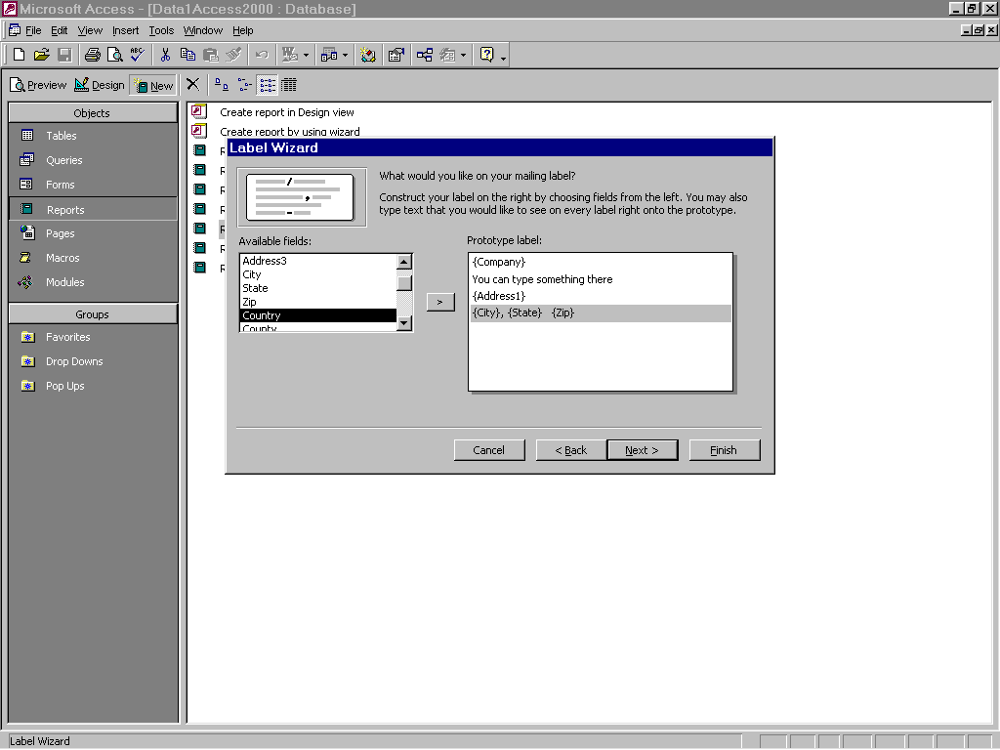 Microsoft Access - [Data1Access2000 : Database]
File Edit View Insert Tools Window Help
Preview Design New
Objects
Tables
Queries
Forms
Reports
Pages
Macros
Modules
Groups
Favorites
Drop Downs
Pop Ups
Create report in Design view
Create report by using wizard
Label Wizard
What would you like on your mailing label?
Construct your label on the right by choosing fields from the left. You may also
type text that you would like to see on every label right onto the prototype.
Available fields:
Address3
City
State
Zip
Country
County
>
Prototype label:
{Company}
You can type something there
{Address1}
{City}, {State} {Zip}
Cancel
< Back
Next >
Finish
Label Wizard